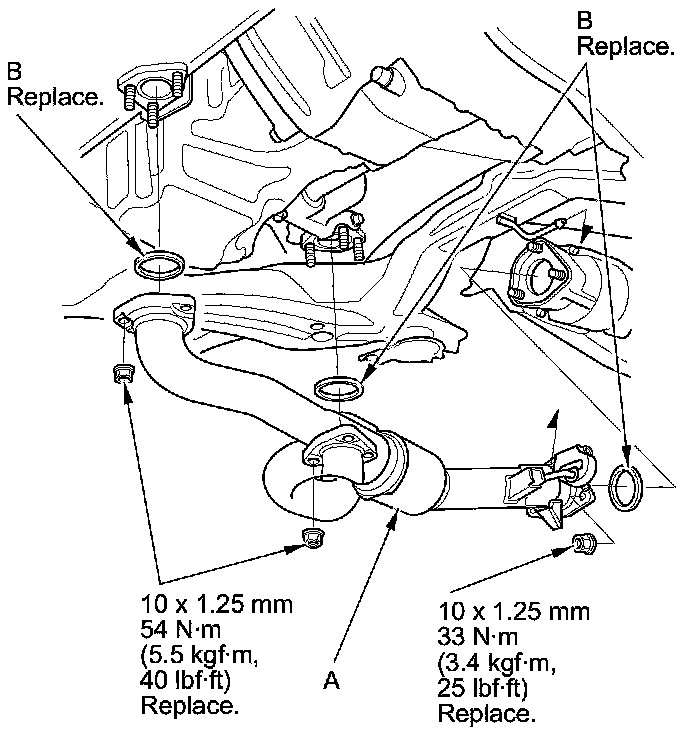 B
Replace.
B
Replace.
10 x 1.25 mm
54 N·m
(5.5 kgf·m,
40 lbf·ft)
Replace.
A
10 x 1.25 mm
33 N·m
(3.4 kgf·m,
25 lbf·ft)
Replace.